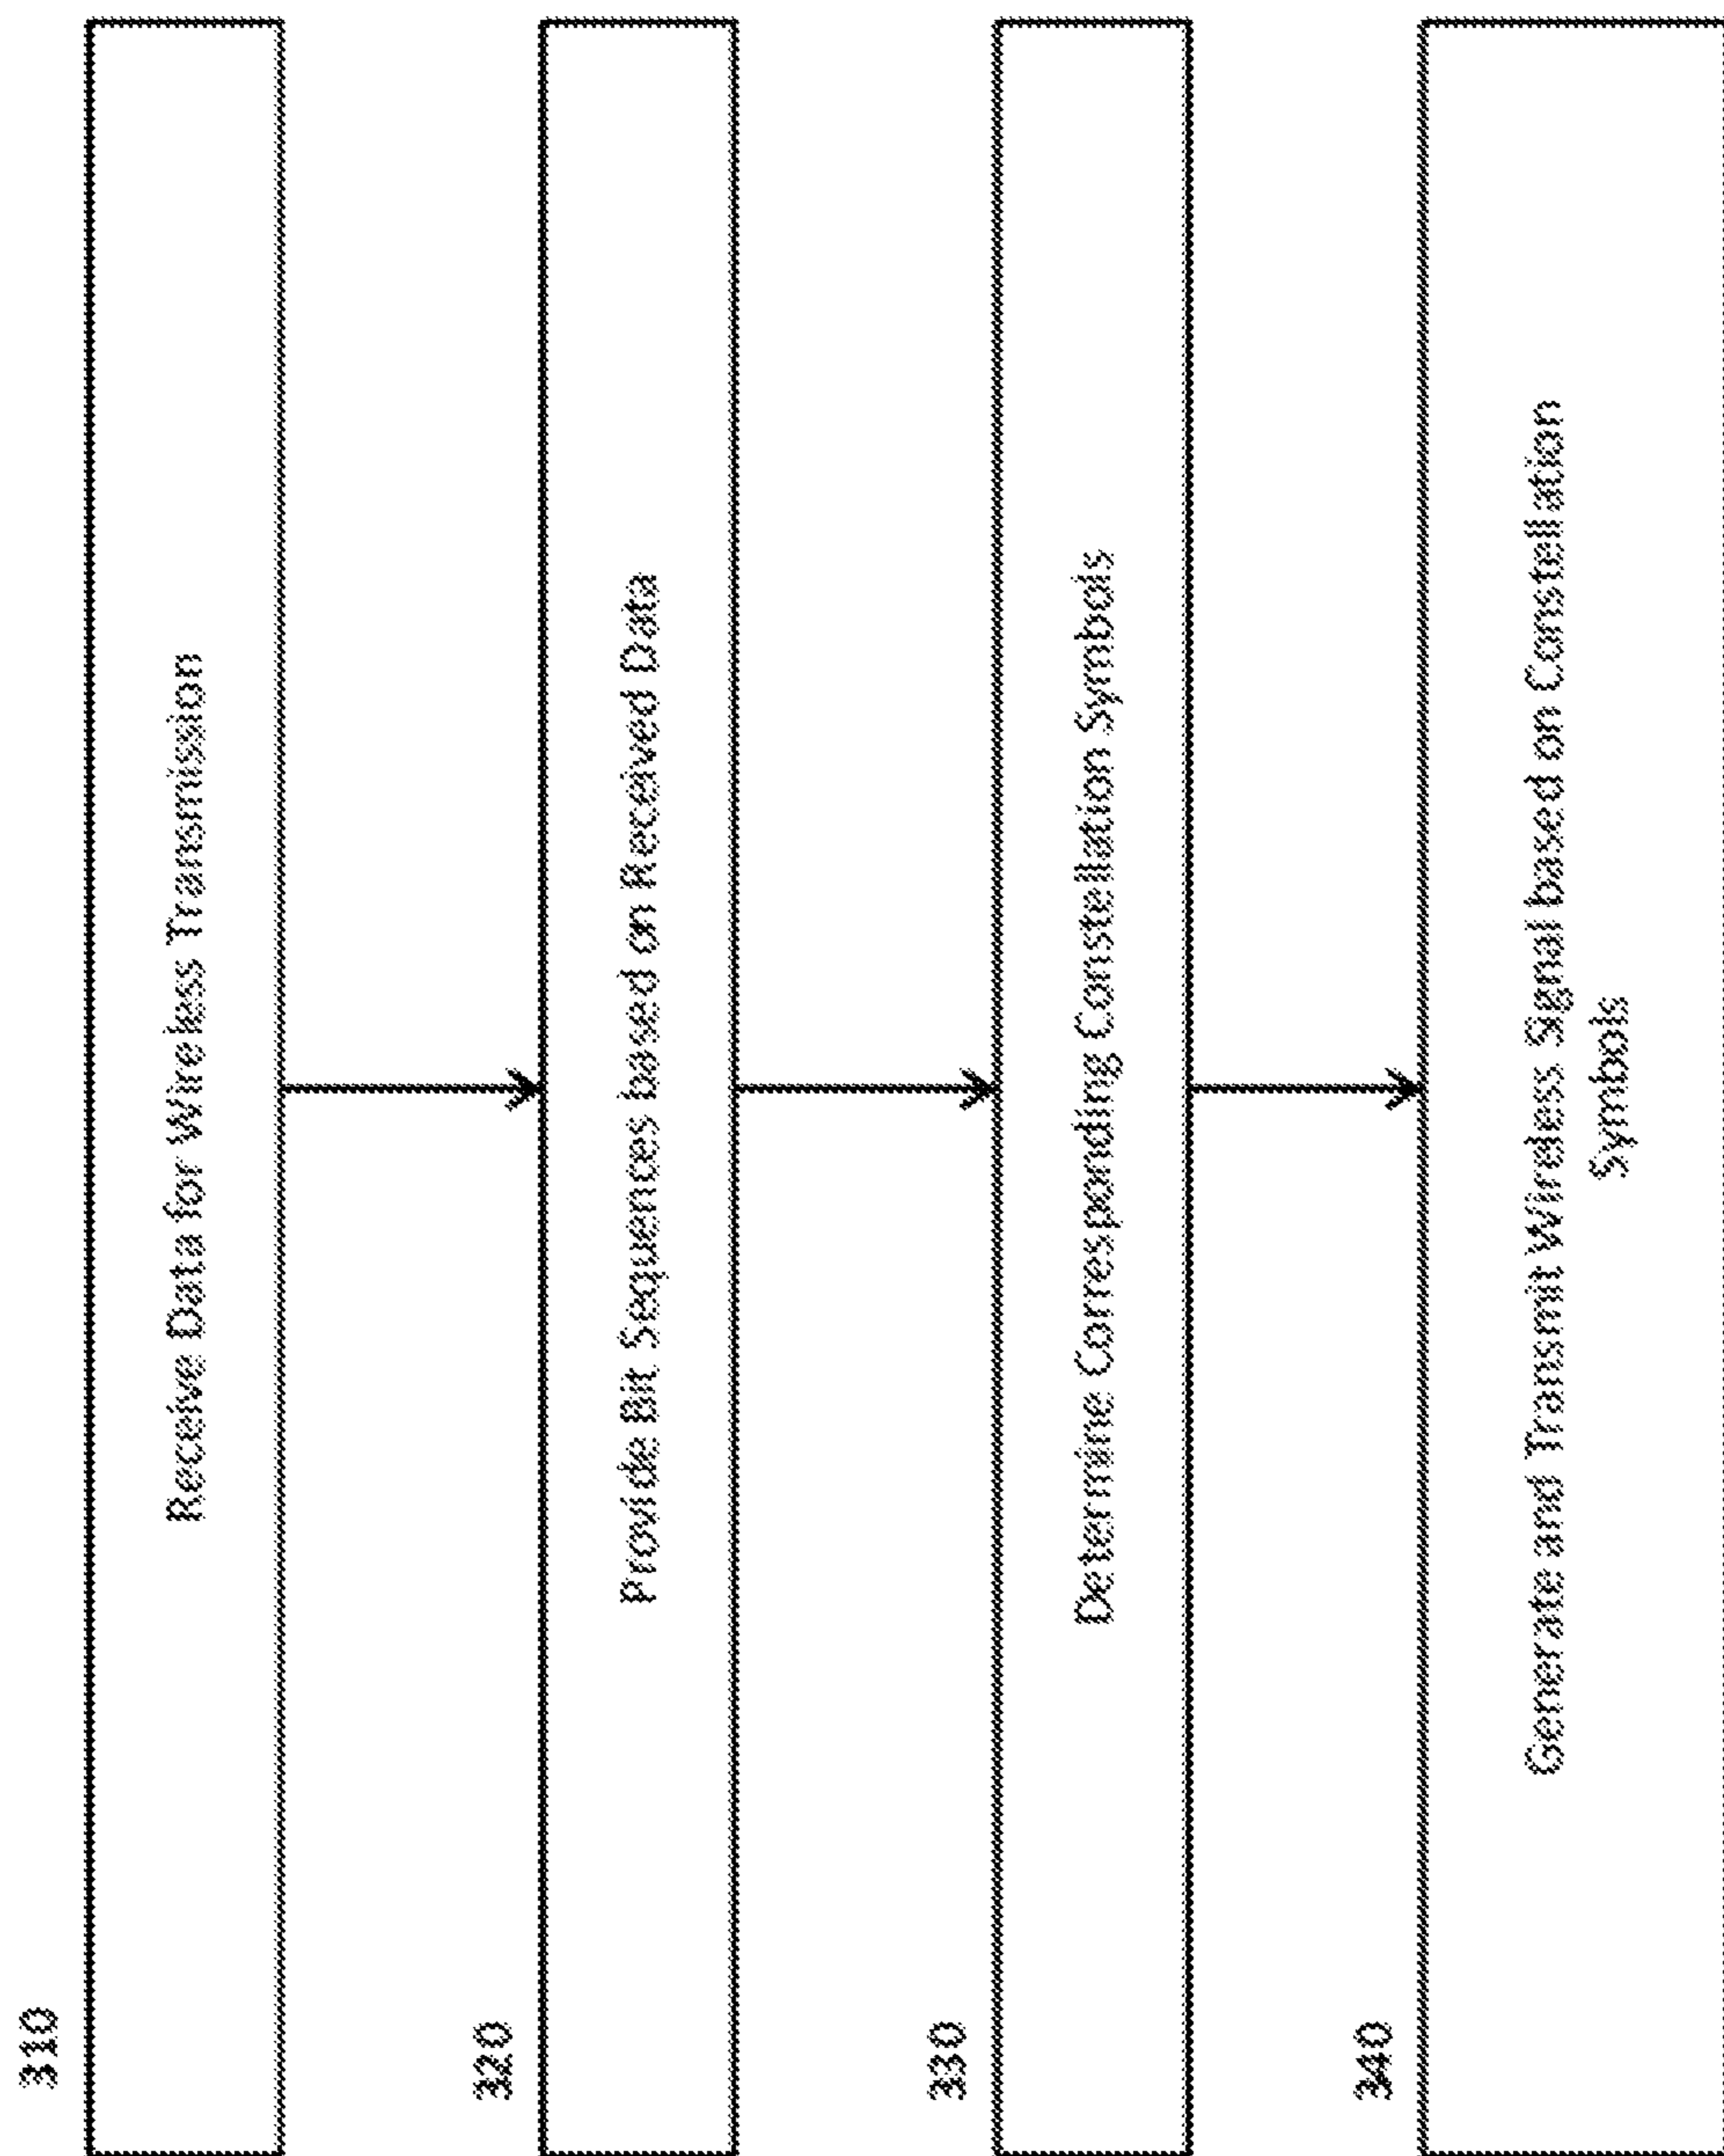 310
Receive Data for Wireless Transmission
320
Provide Bit Sequences based on Received Data
330
Determine Corresponding Constellation Symbols
340
Generate and Transmit Wireless Signal based on Constellation
Symbols